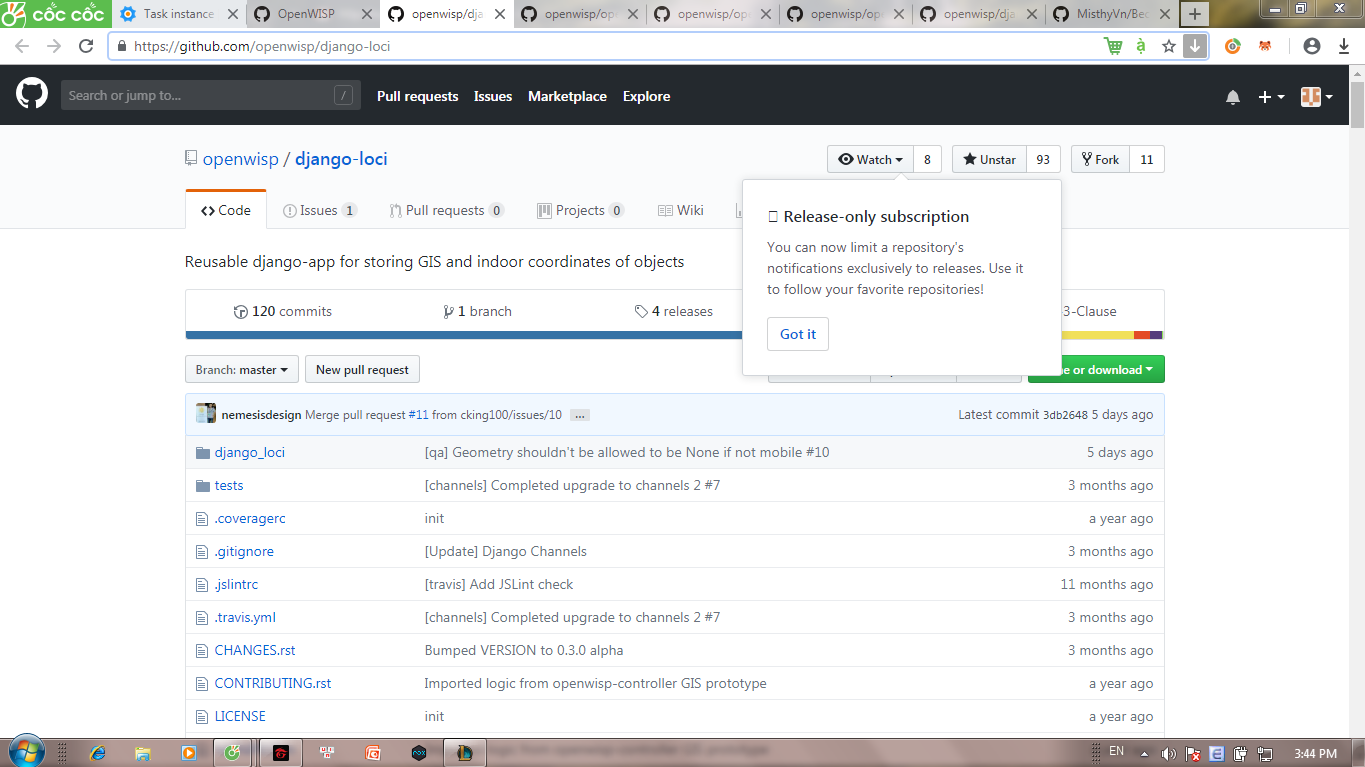 cốc cốc
Task instance
OpenWISP
openwisp/dja
openwisp/ope
openwisp/ope
openwisp/ope
openwisp/dja
MisthyVn/Bec
https://github.com/openwisp/django-loci
à
Search or jump to...
/
Pull requests
Issues
Marketplace
Explore
openwisp / django-loci
Watch
8
Unstar
93
Fork
11
Code
Issues 1
Pull requests 0
Projects 0
Wiki
Release-only subscription
You can now limit a repository's
notifications exclusively to releases. Use it
to follow your favorite repositories!
Got it
Reusable django-app for storing GIS and indoor coordinates of objects
120 commits
1 branch
4 releases
3-Clause
Branch: master
New pull request
e or download
nemesisdesign Merge pull request #11 from cking100/issues/10 ...
Latest commit 3db2648 5 days ago
django_loci [qa] Geometry shouldn't be allowed to be None if not mobile #10 5 days ago
tests [channels] Completed upgrade to channels 2 #7 3 months ago
.coveragerc init a year ago
.gitignore [Update] Django Channels 3 months ago
.jslintrc [travis] Add JSLint check 11 months ago
.travis.yml [channels] Completed upgrade to channels 2 #7 3 months ago
CHANGES.rst Bumped VERSION to 0.3.0 alpha 3 months ago
CONTRIBUTING.rst Imported logic from openwisp-controller GIS prototype a year ago
LICENSE init a year ago
EN
3:44 PM